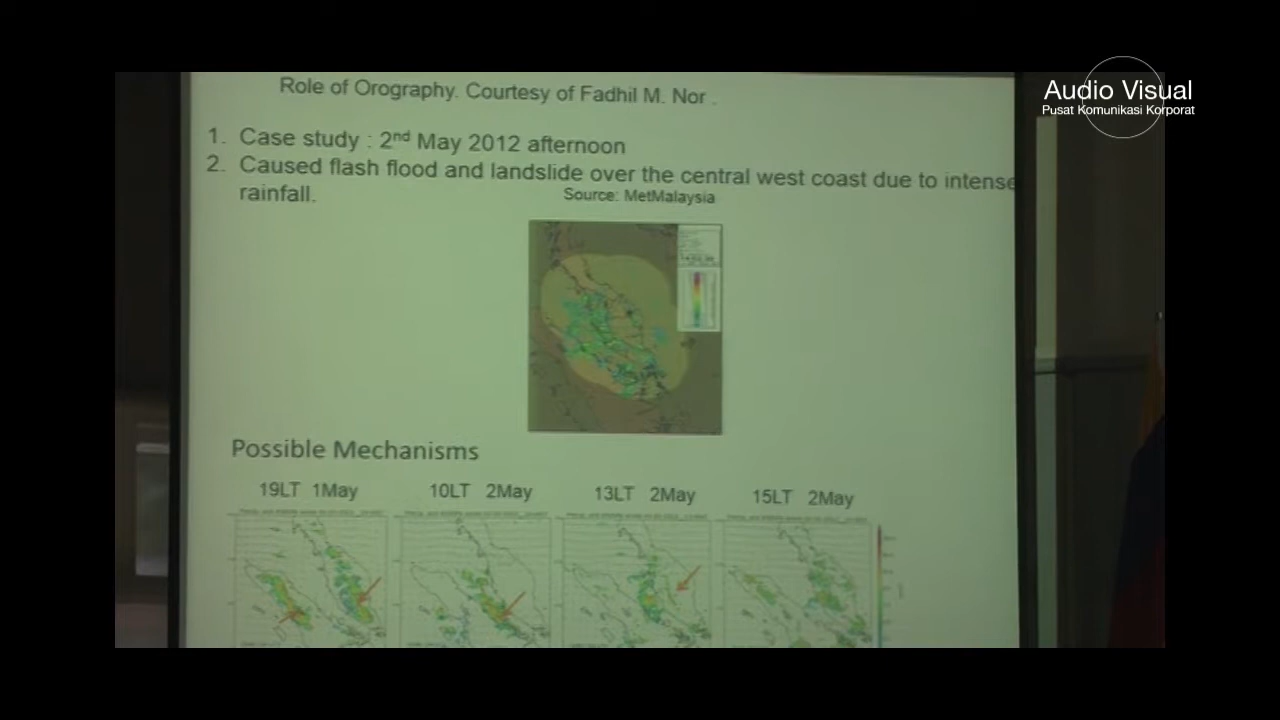 Audio Visual
Pusat Komunikasi Korporat
Role of Orography. Courtesy of Fadhil M. Nor .
1. Case study : 2nd May 2012 afternoon
2. Caused flash flood and landslide over the central west coast due to intense
rainfall.
Source: MetMalaysia
Possible Mechanisms
19LT 1May
10LT 2May
13LT 2May
15LT 2May